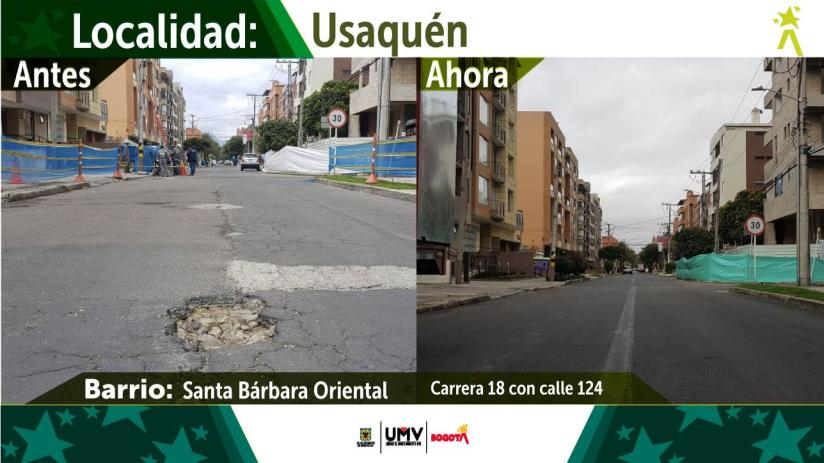 Localidad: Usaquén
Antes
Ahora
30
30
Barrio: Santa Bárbara Oriental
Carrera 18 con calle 124
UMV
BOGOTÁ